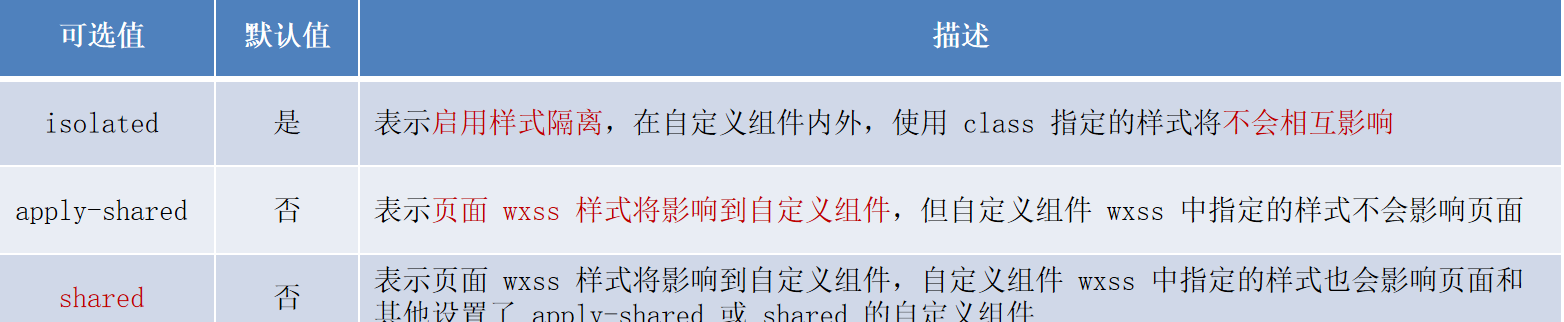 可选值 默认值 描述
isolated 是 表示启用样式隔离，在自定义组件内外，使用 class 指定的样式将不会相互影响
apply-shared 否 表示页面 wxss 样式将影响到自定义组件，但自定义组件 wxss 中指定的样式不会影响页面
shared 否 表示页面 wxss 样式将影响到自定义组件，自定义组件 wxss 中指定的样式也会影响页面和
其他设置了 apply-shared 或 shared 的自定义组件